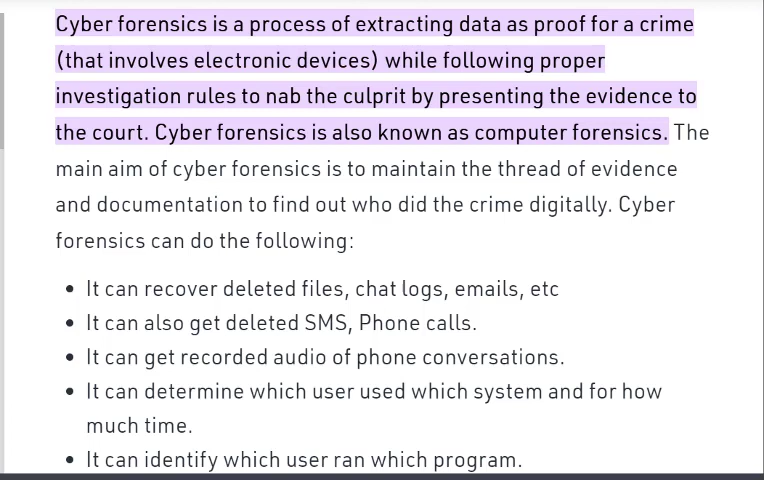 Cyber forensics is a process of extracting data as proof for a crime
(that involves electronic devices) while following proper
investigation rules to nab the culprit by presenting the evidence to
the court. Cyber forensics is also known as computer forensics. The
main aim of cyber forensics is to maintain the thread of evidence
and documentation to find out who did the crime digitally. Cyber
forensics can do the following:
• It can recover deleted files, chat logs, emails, etc
• It can also get deleted SMS, Phone calls.
• It can get recorded audio of phone conversations.
• It can determine which user used which system and for how
much time.
• It can identify which user ran which program.